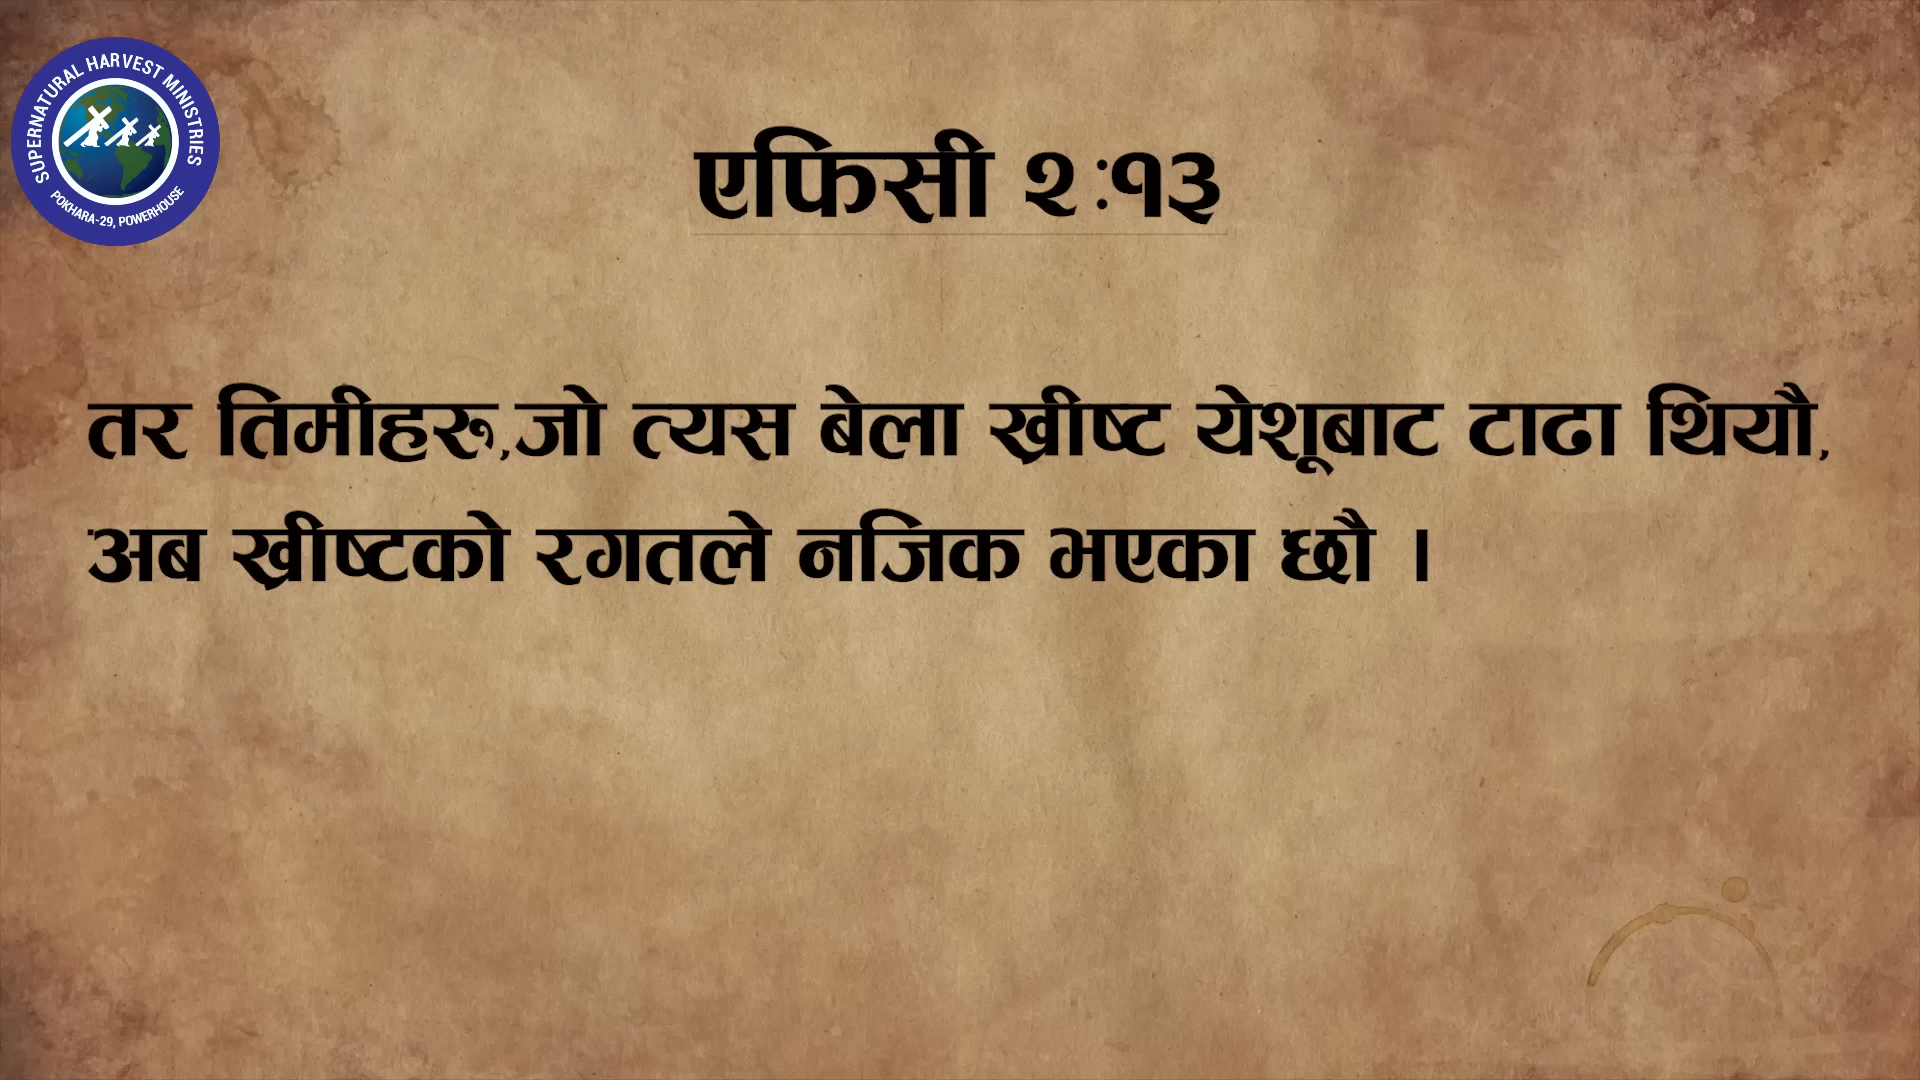 SUPERNATURAL HARVEST MINISTRIES
POKHARA-29, POWERHOUSE
एफिसी २ :१३
तर तिमीहरू,जो त्यस बेला ख्रीष्ट येशूबाट टाढा थियौ,
अब ख्रीष्टको रगतले नजिक भएका छौ ।